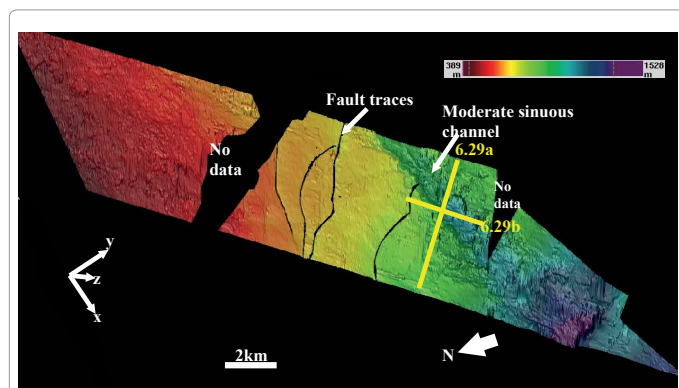 389
m
1528
m
Fault traces
Moderate sinuous
channel
6.29a
No
data
No
data
6.29b
y
z
x
2km
N